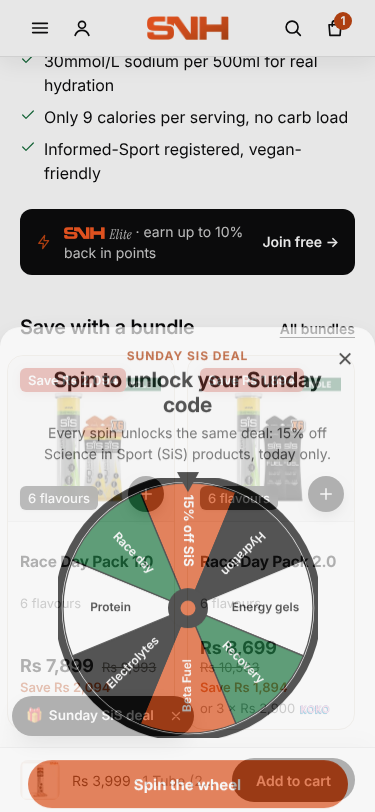 SNH
1
30mmol/L sodium per 500ml for real
hydration
Only 9 calories per serving, no carb load
Informed-Sport registered, vegan-
friendly
SNH Elite · earn up to 10%
back in points
Join free →
Save with a bundle
All bundles
SUNDAY SIS DEAL
Spin to unlock your Sunday
code
Every spin unlocks the same deal: 15% off
Science in Sport (SiS) products, today only.
6 flavours
6 flavours
15% off SiS
Hydration
Energy gels
Recovery
Beta Fuel
Electrolytes
Protein
Race day
Race Day Pack
Race Day Pack 2.0
6 flavours
6 flavours
Rs 7,899
Save Rs 2,094
Save Rs 1,894
or 3 × Rs 2,900 KOKO
Sunday SiS deal
Rs 3,999
Add to cart
Spin the wheel